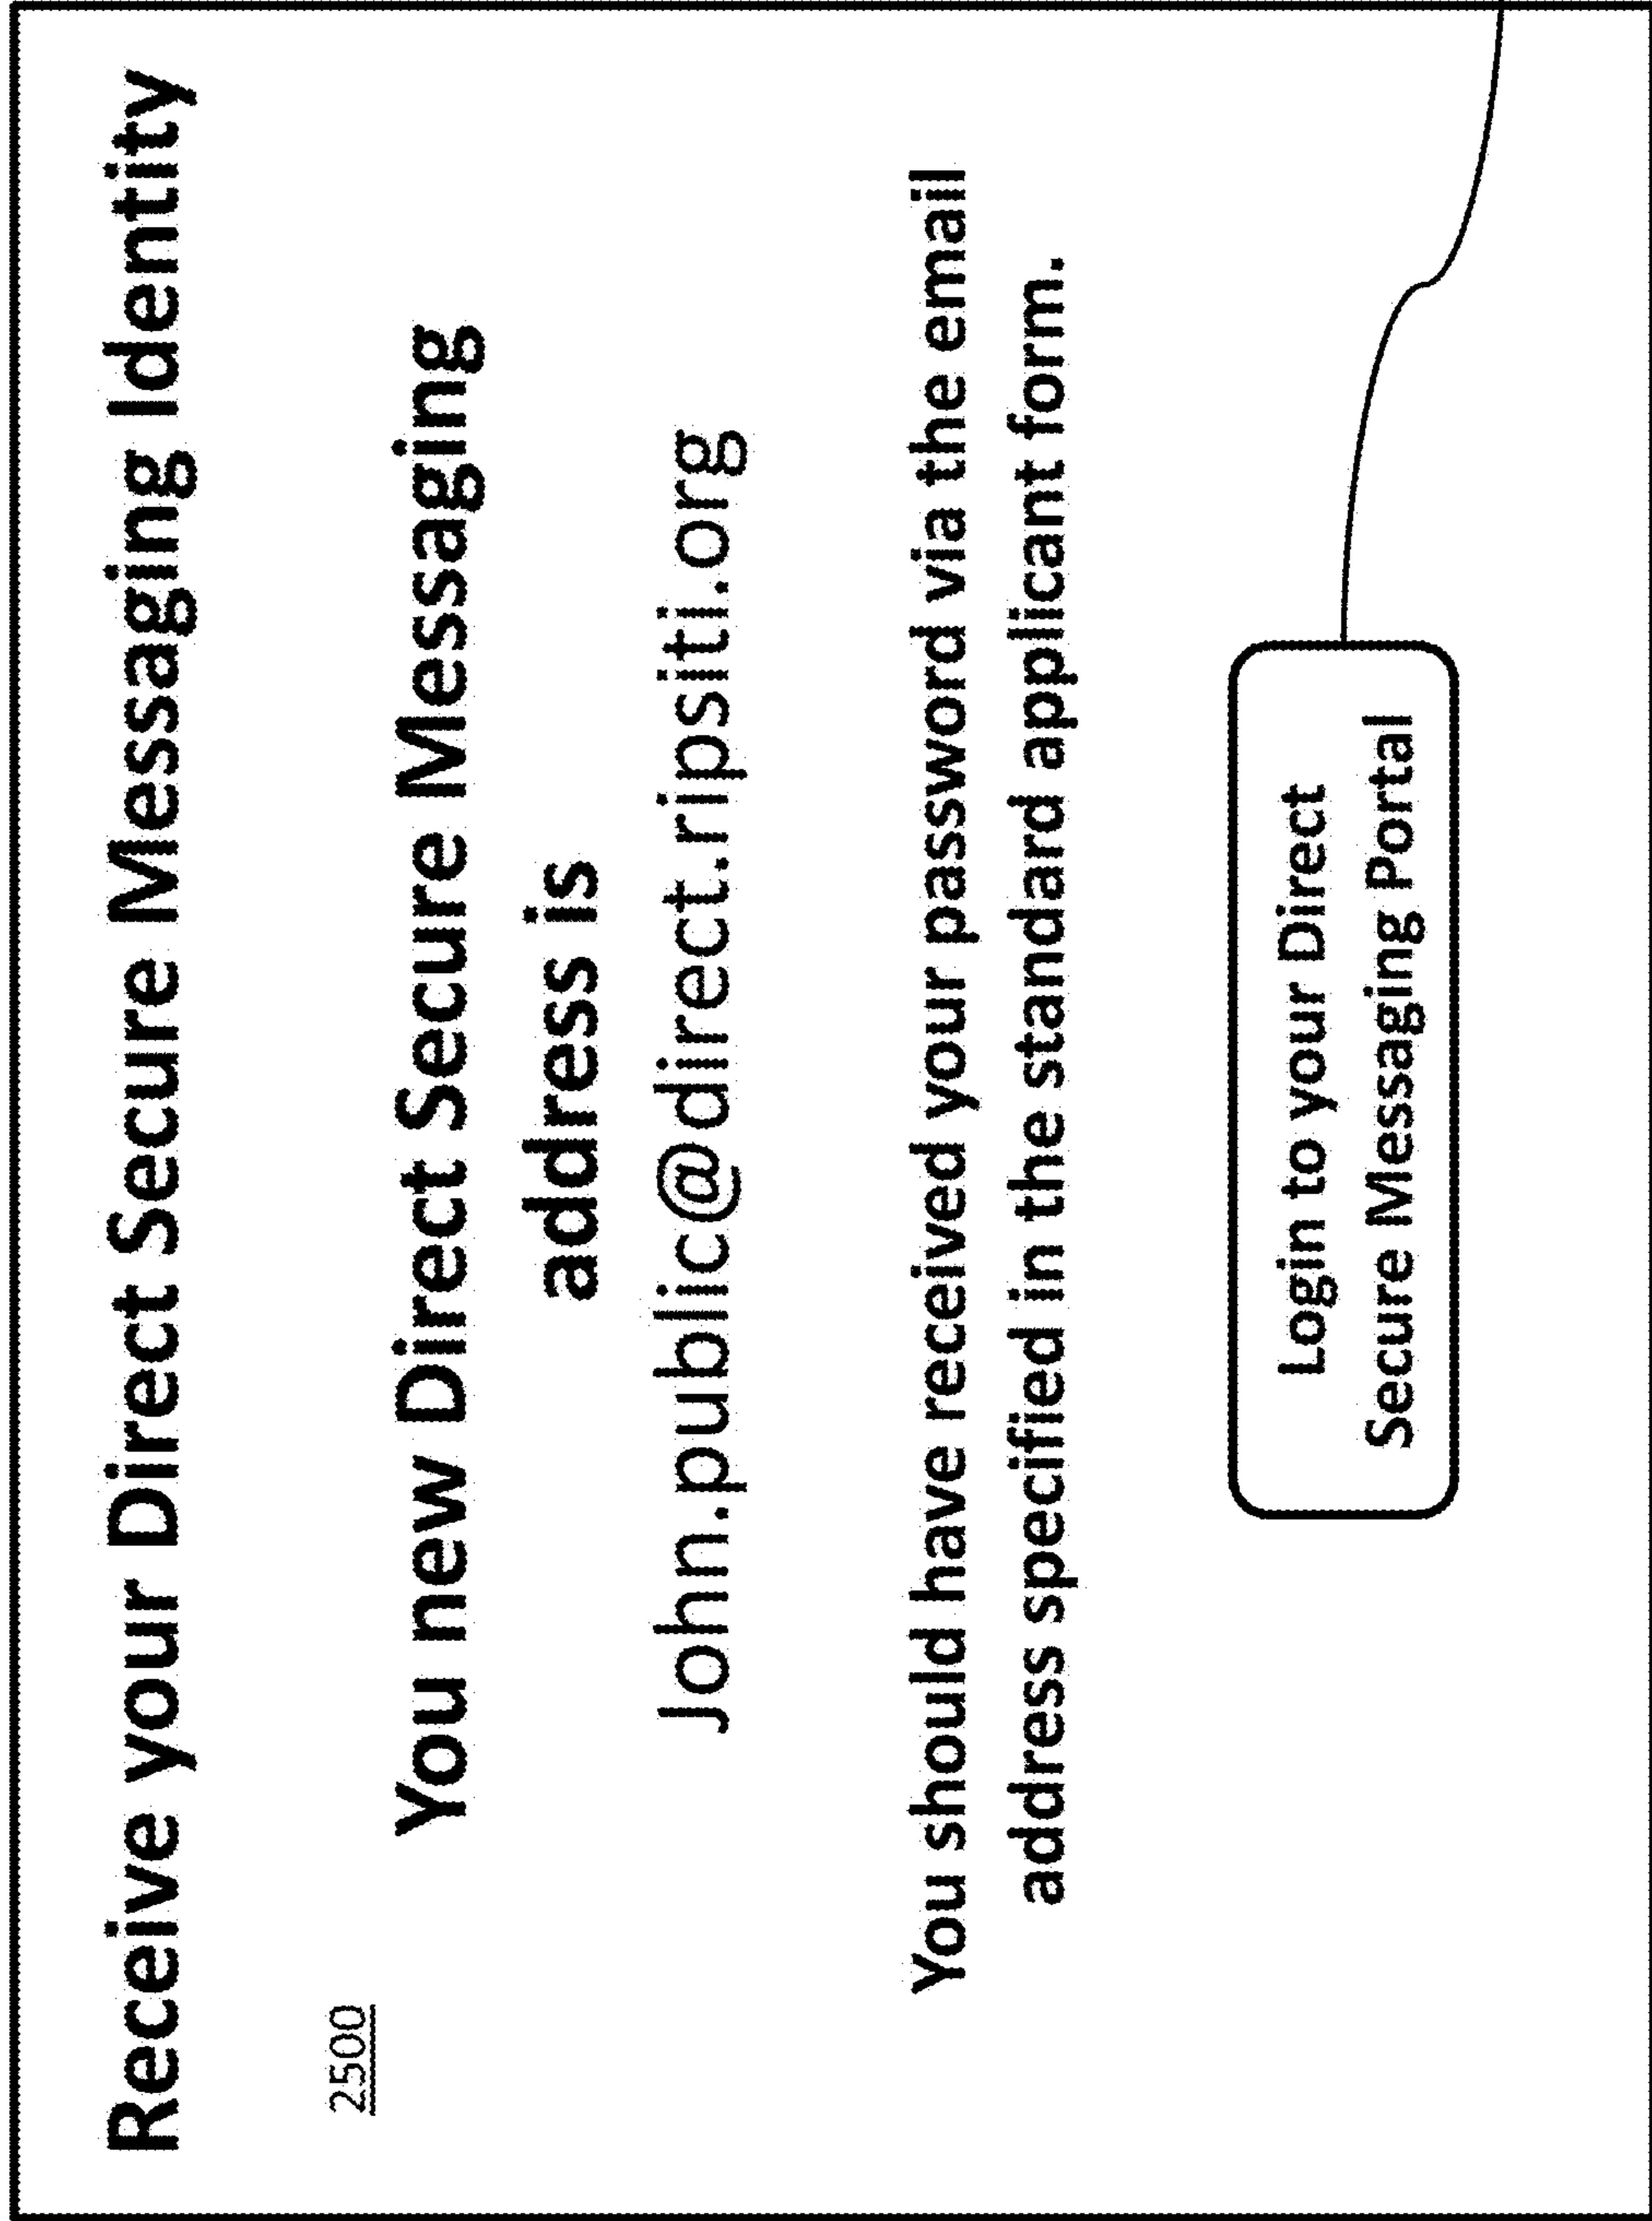 Receive your Direct Secure Messaging Identity
2500
You new Direct Secure Messaging
address is
John.public@direct.ripsiti.org
You should have received your password via the email
address specified in the standard applicant form.
Login to your Direct
Secure Messaging Portal